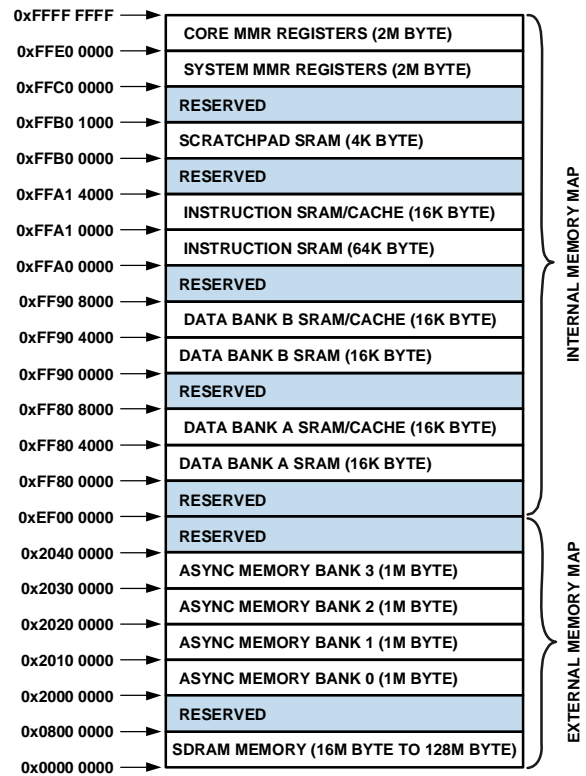 0xFFFF FFFF
CORE MMR REGISTERS (2M BYTE)
0xFFE0 0000
SYSTEM MMR REGISTERS (2M BYTE)
0xFFC0 0000
RESERVED
0xFFB0 1000
SCRATCHPAD SRAM (4K BYTE)
0xFFB0 0000
RESERVED
0xFFA1 4000
INSTRUCTION SRAM/CACHE (16K BYTE)
0xFFA1 0000
INSTRUCTION SRAM (64K BYTE)
0xFFA0 0000
RESERVED
0xFF90 8000
DATA BANK B SRAM/CACHE (16K BYTE)
0xFF90 4000
DATA BANK B SRAM (16K BYTE)
0xFF90 0000
RESERVED
0xFF80 8000
DATA BANK A SRAM/CACHE (16K BYTE)
0xFF80 4000
DATA BANK A SRAM (16K BYTE)
0xFF80 0000
RESERVED
0xEF00 0000
RESERVED
0x2040 0000
ASYNC MEMORY BANK 3 (1M BYTE)
0x2030 0000
ASYNC MEMORY BANK 2 (1M BYTE)
0x2020 0000
ASYNC MEMORY BANK 1 (1M BYTE)
0x2010 0000
ASYNC MEMORY BANK 0 (1M BYTE)
0x2000 0000
RESERVED
0x0800 0000
SDRAM MEMORY (16M BYTE TO 128M BYTE)
0x0000 0000
INTERNAL MEMORY MAP
EXTERNAL MEMORY MAP